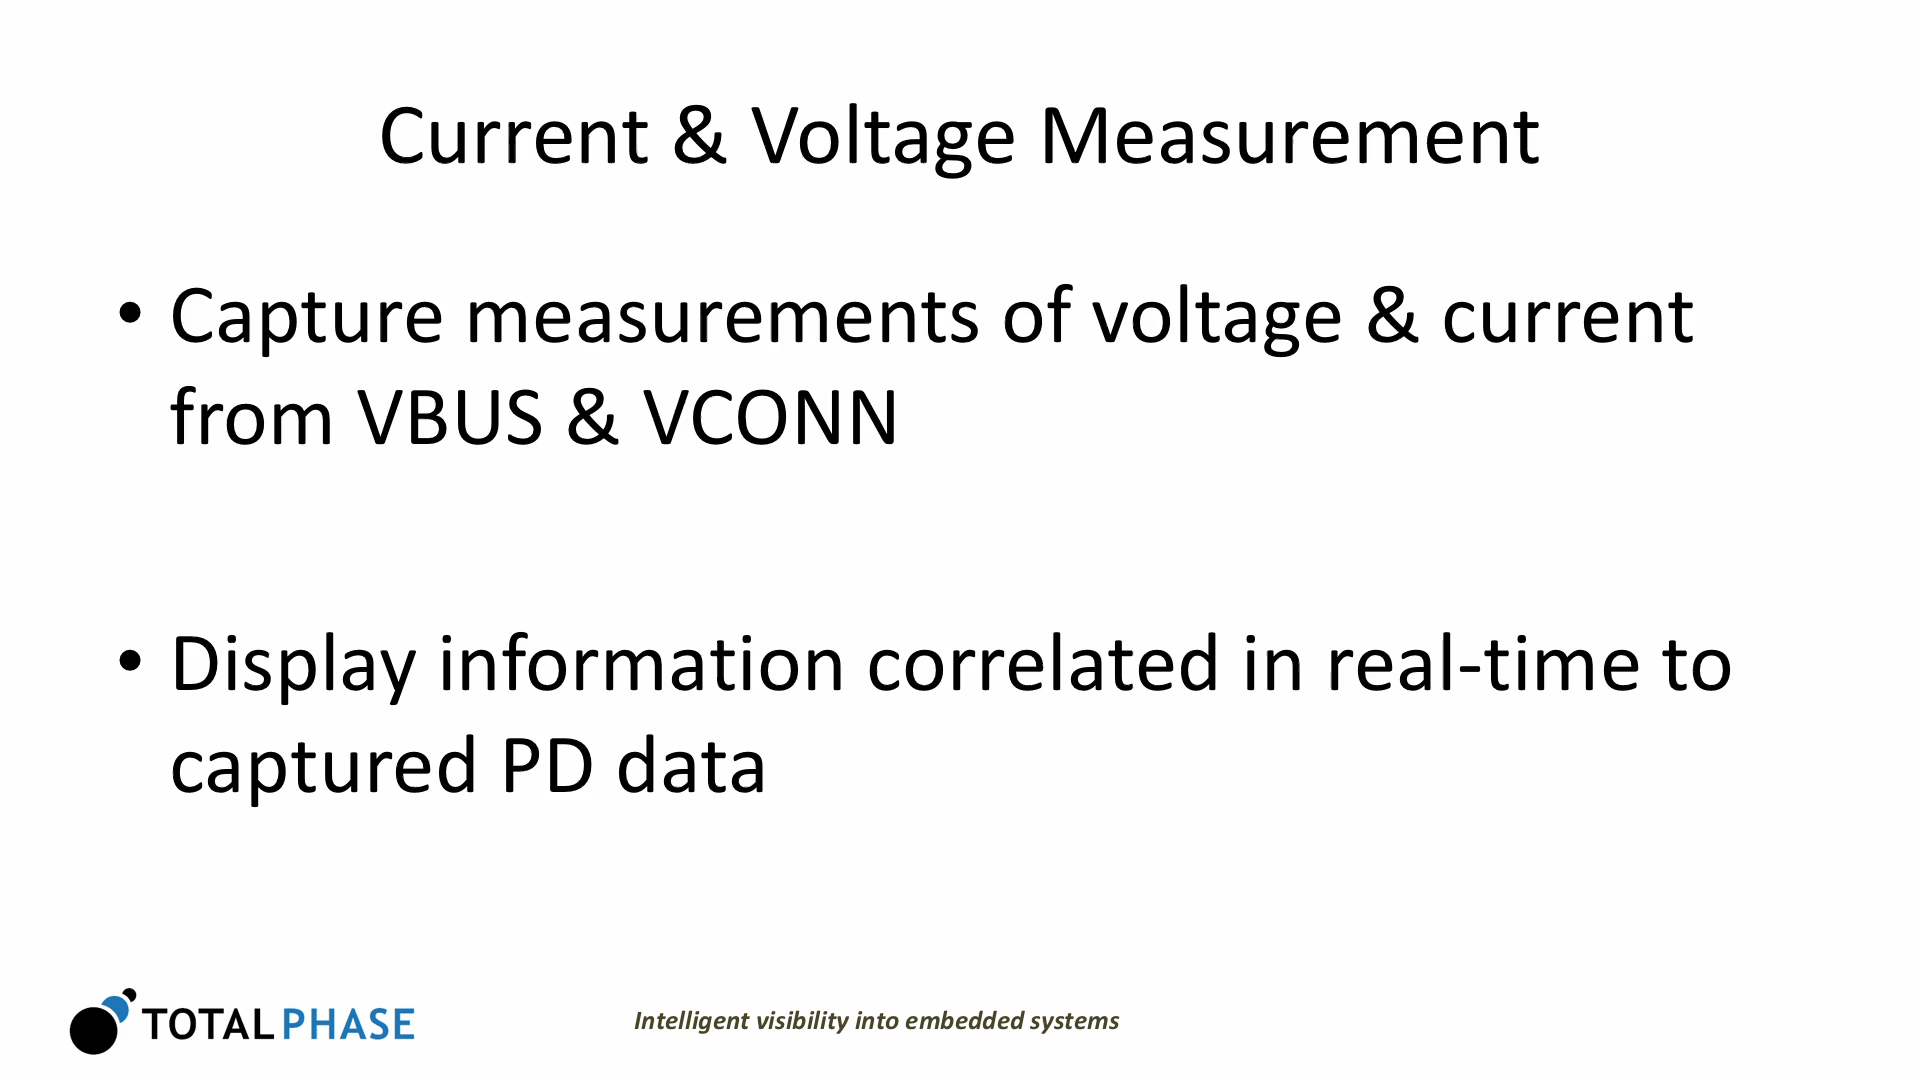 Current & Voltage Measurement
• Capture measurements of voltage & current
from VBUS & VCONN
• Display information correlated in real-time to
captured PD data
TOTAL PHASE
Intelligent visibility into embedded systems